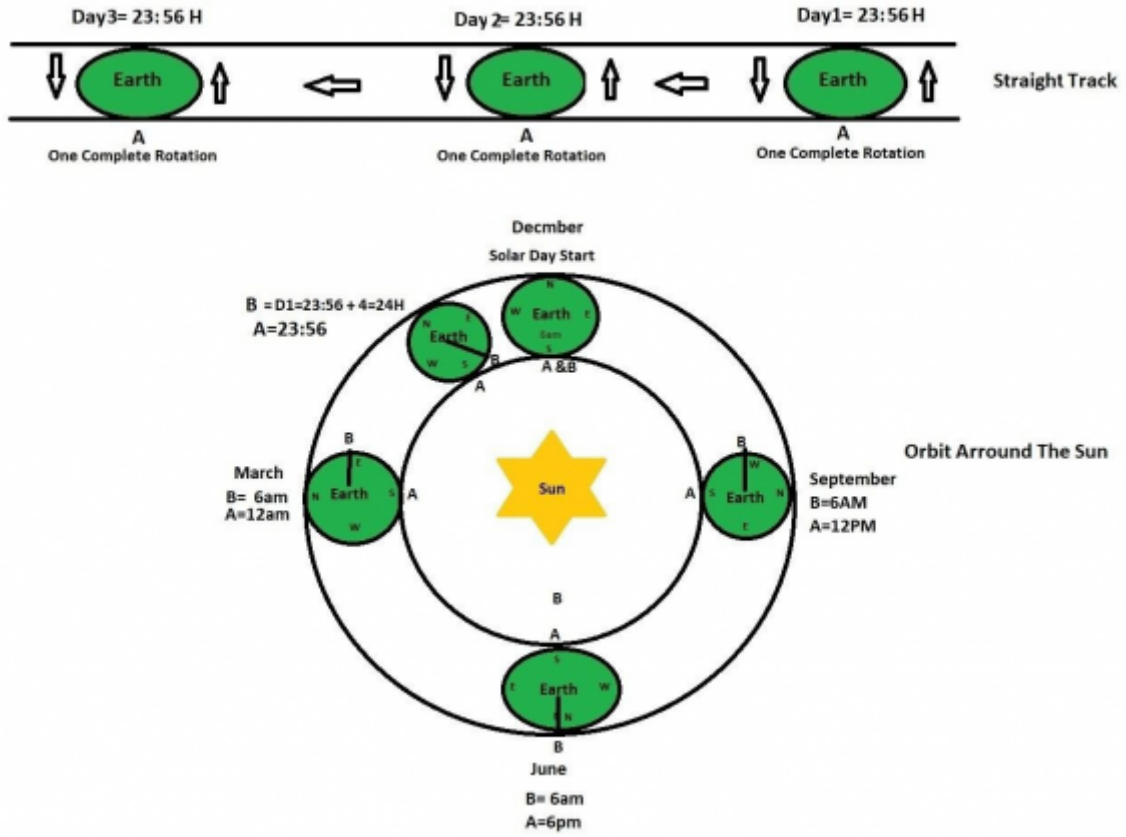 Day3= 23:56 H
Day 2= 23:56 H
Day1= 23:56 H
Earth
Earth
Earth
Straight Track
A
A
A
One Complete Rotation
One Complete Rotation
One Complete Rotation
Decmber
Solar Day Start
N
W Earth E
6am
S
A &B
B = D1=23:56 + 4=24H
A=23:56
N E
Earth
W S
B
A
Orbit Arround The Sun
March
B= 6am
A=12am
B
E
N Earth S
W
A
Sun
A
B
W
S Earth N
E
September
B=6AM
A=12PM
B
A
S
E Earth W
N
B
June
B= 6am
A=6pm